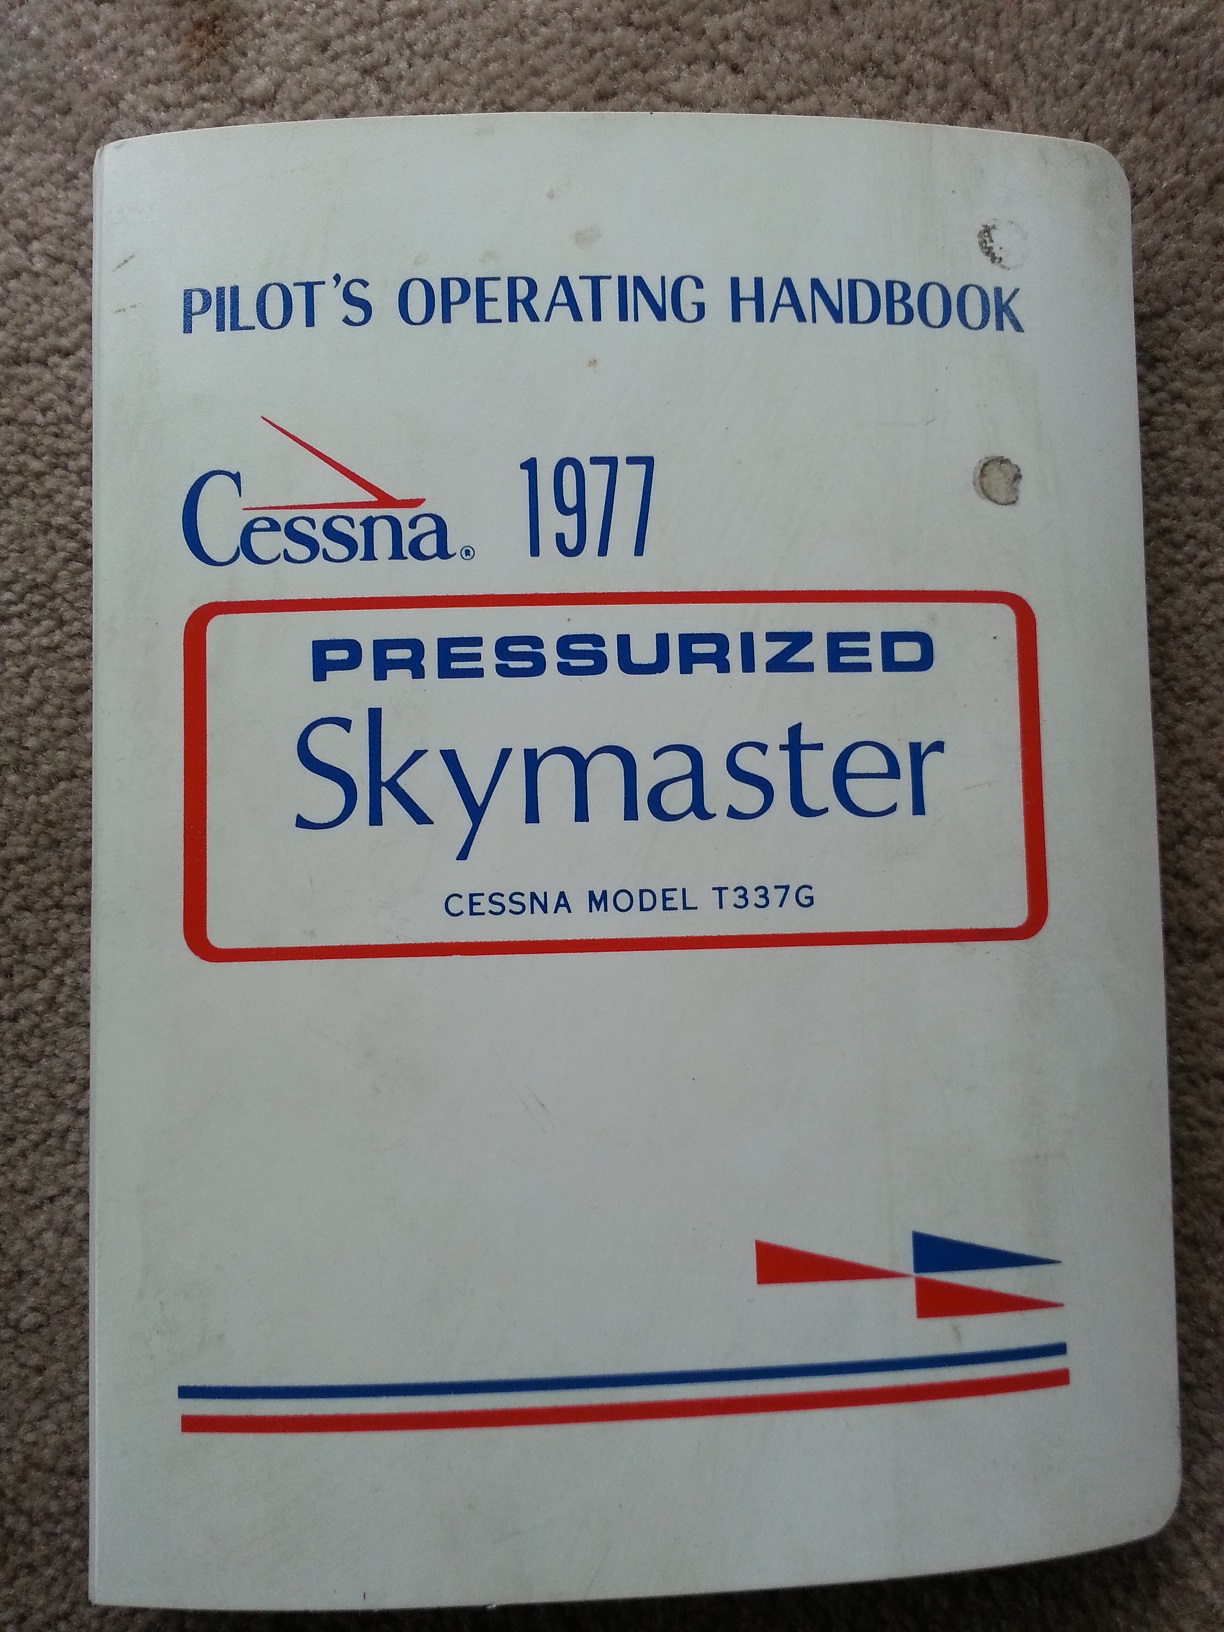 PILOT'S OPERATING HANDBOOK
Cessna® 1977
PRESSURIZED
Skymaster
CESSNA MODEL T337G